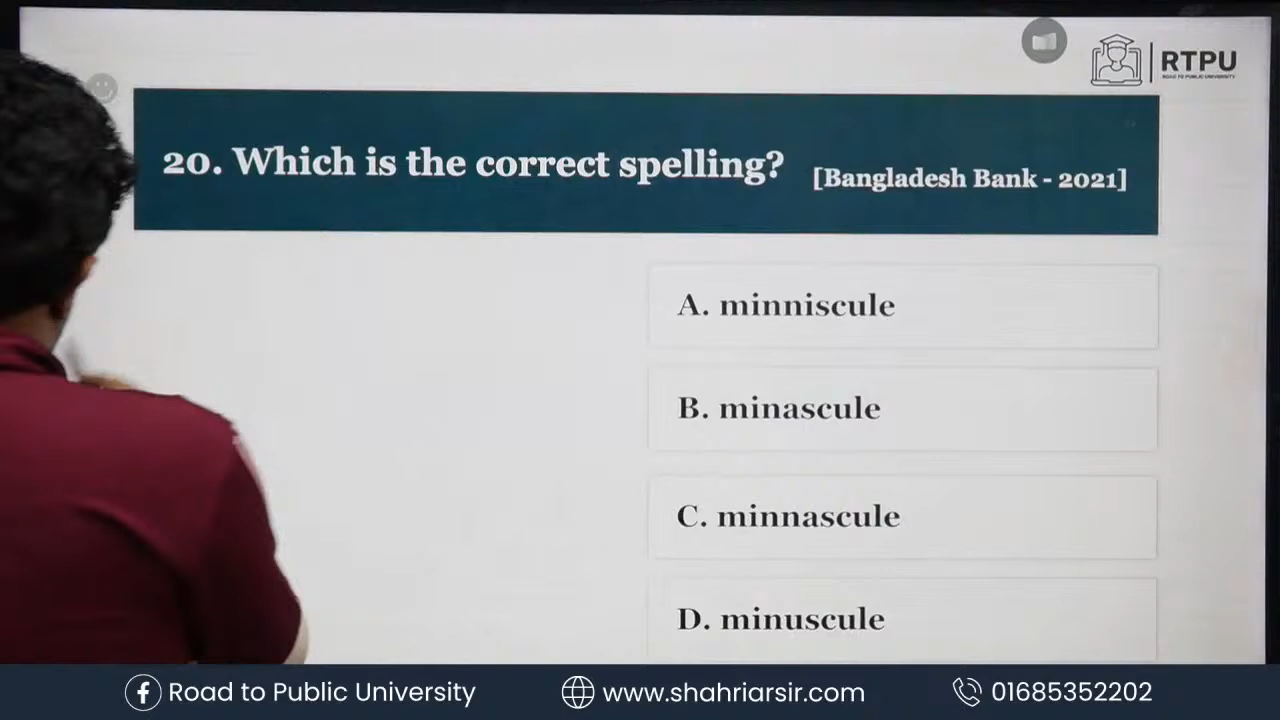 RTPU
ROAD TO PUBLIC UNIVERSITY
20. Which is the correct spelling? [Bangladesh Bank - 2021]
A. minniscule
B. minascule
C. minnascule
D. minuscule
Road to Public University www.shahriarsir.com 01685352202